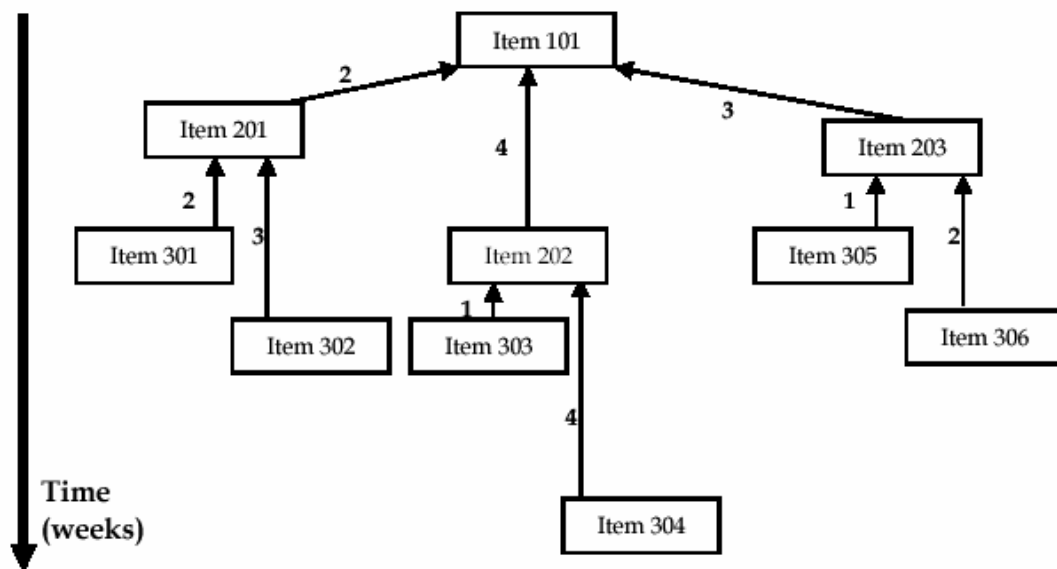 Item 101
2
3
Item 201
4
Item 203
2
3
1
2
Item 301
Item 202
Item 305
1
Item 302
Item 303
Item 306
4
Time
(weeks)
Item 304